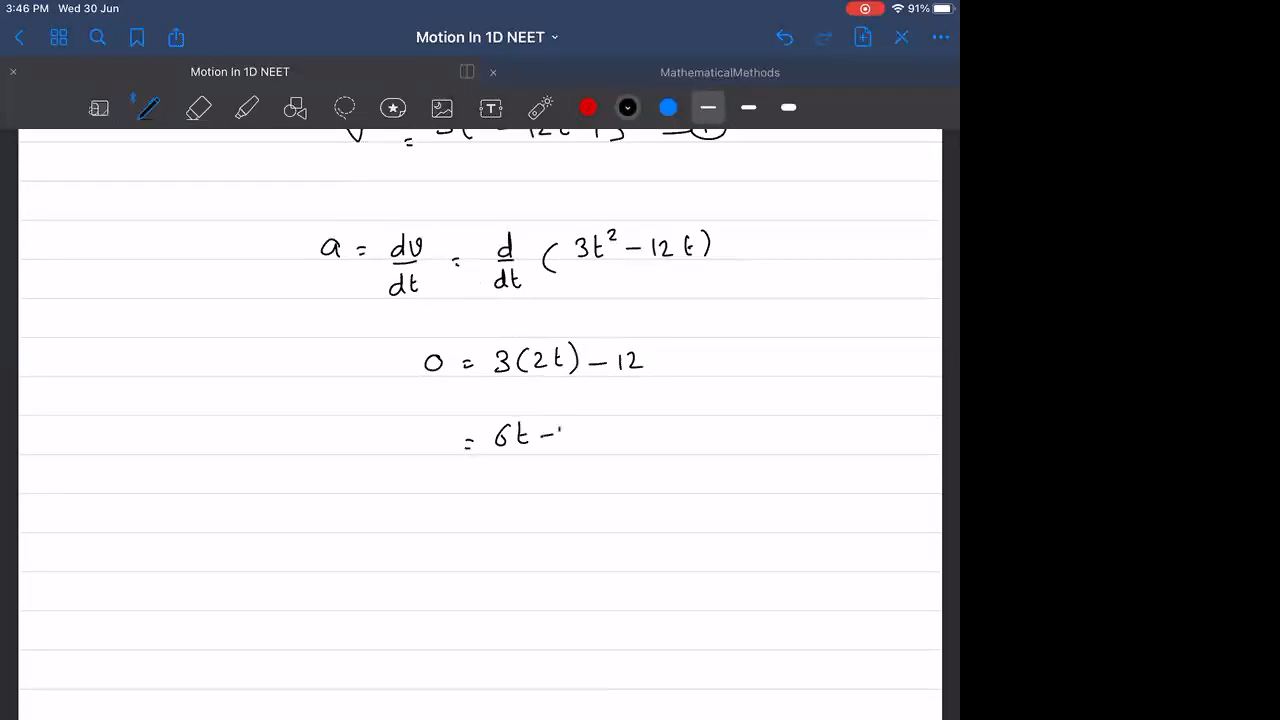 3:46 PM Wed 30 Jun
91%
Motion In 1D NEET
Motion In 1D NEET
MathematicalMethods
a = dv/dt = d/dt ( 3t² - 12t )
0 = 3(2t) - 12
= 6t -